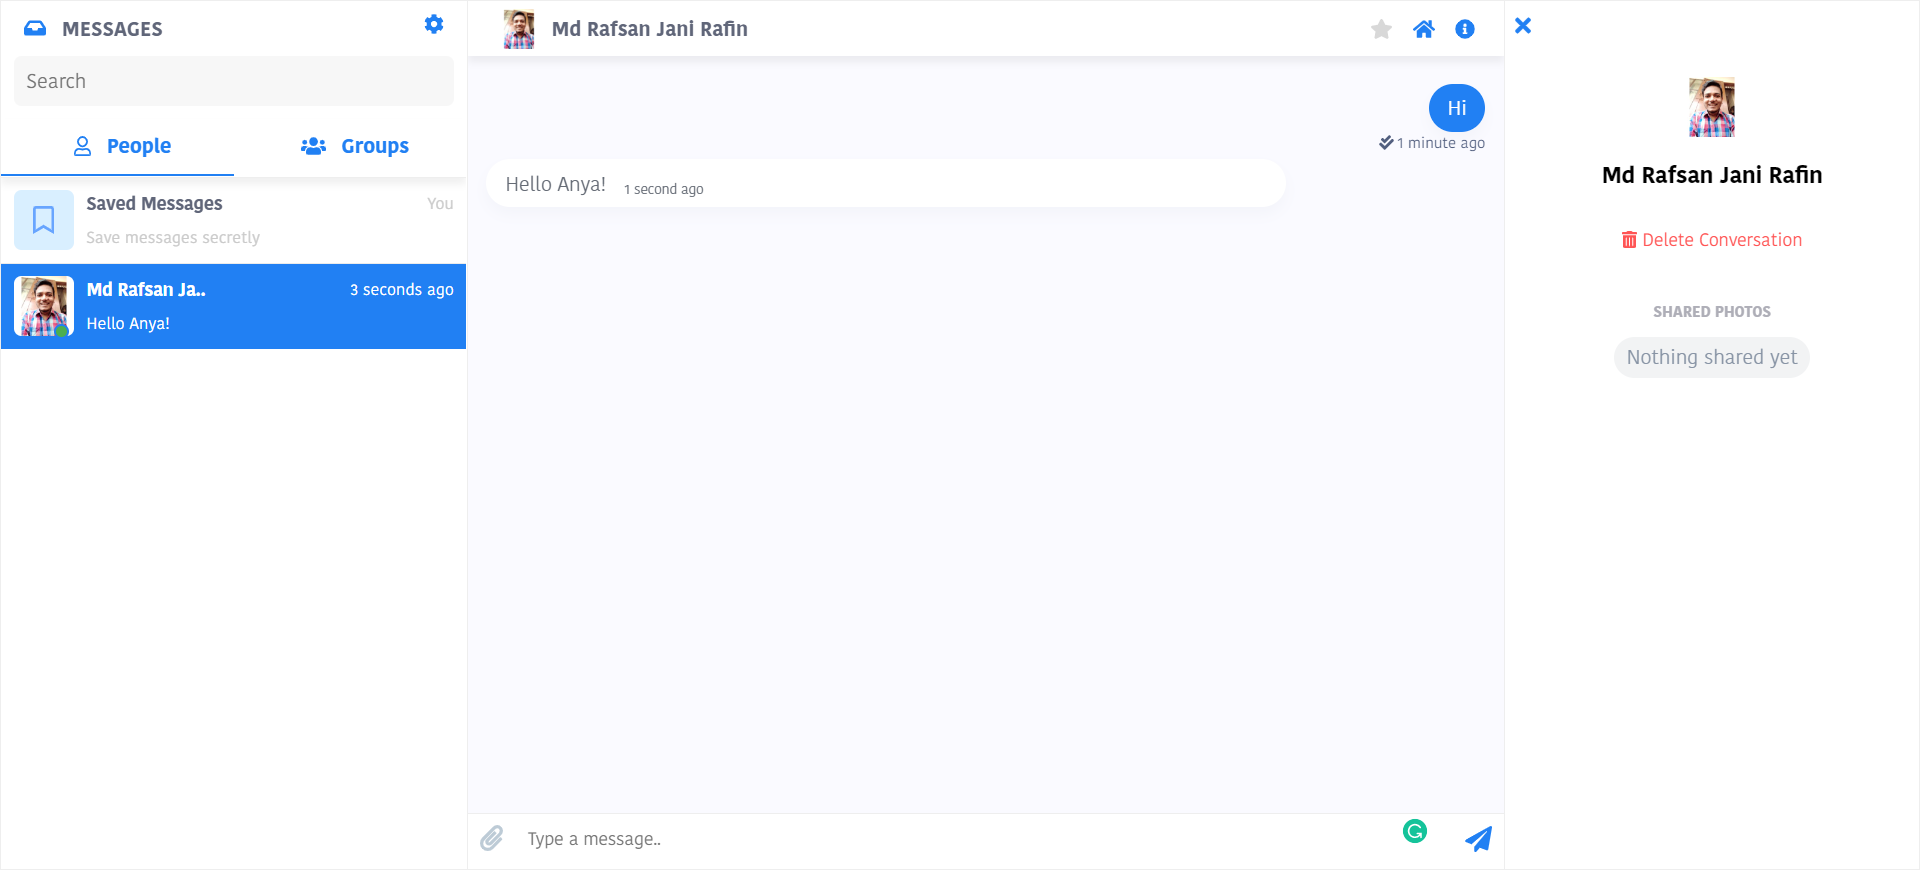 MESSAGES
Search
People
Groups
Saved Messages
You
Save messages secretly
Md Rafsan Ja..
3 seconds ago
Hello Anya!
Md Rafsan Jani Rafin
Hi
1 minute ago
Hello Anya! 1 second ago
Type a message..
Md Rafsan Jani Rafin
Delete Conversation
SHARED PHOTOS
Nothing shared yet